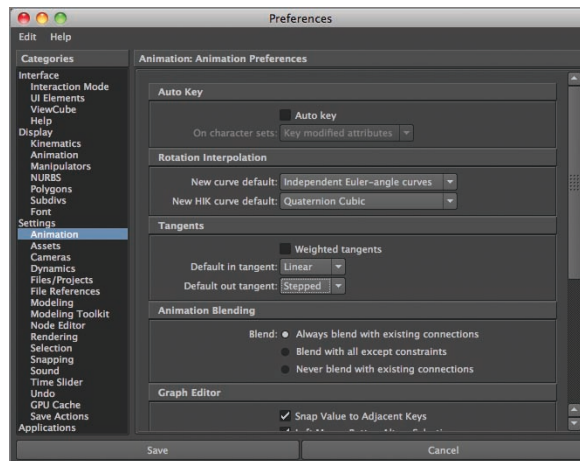 Preferences
Edit Help
Categories
Interface
Interaction Mode
UI Elements
ViewCube
Help
Display
Kinematics
Animation
Manipulators
NURBS
Polygons
Subdivs
Font
Settings
Animation
Assets
Cameras
Dynamics
Files/Projects
File References
Modeling
Modeling Toolkit
Node Editor
Rendering
Selection
Snapping
Sound
Time Slider
Undo
GPU Cache
Save Actions
Applications
Animation: Animation Preferences
Auto Key
Auto key
On character sets: Key modified attributes
Rotation Interpolation
New curve default: Independent Euler-angle curves
New HIK curve default: Quaternion Cubic
Tangents
Weighted tangents
Default in tangent: Linear
Default out tangent: Stepped
Animation Blending
Blend: Always blend with existing connections
Blend with all except constraints
Never blend with existing connections
Graph Editor
Snap Value to Adjacent Keys
Save Cancel